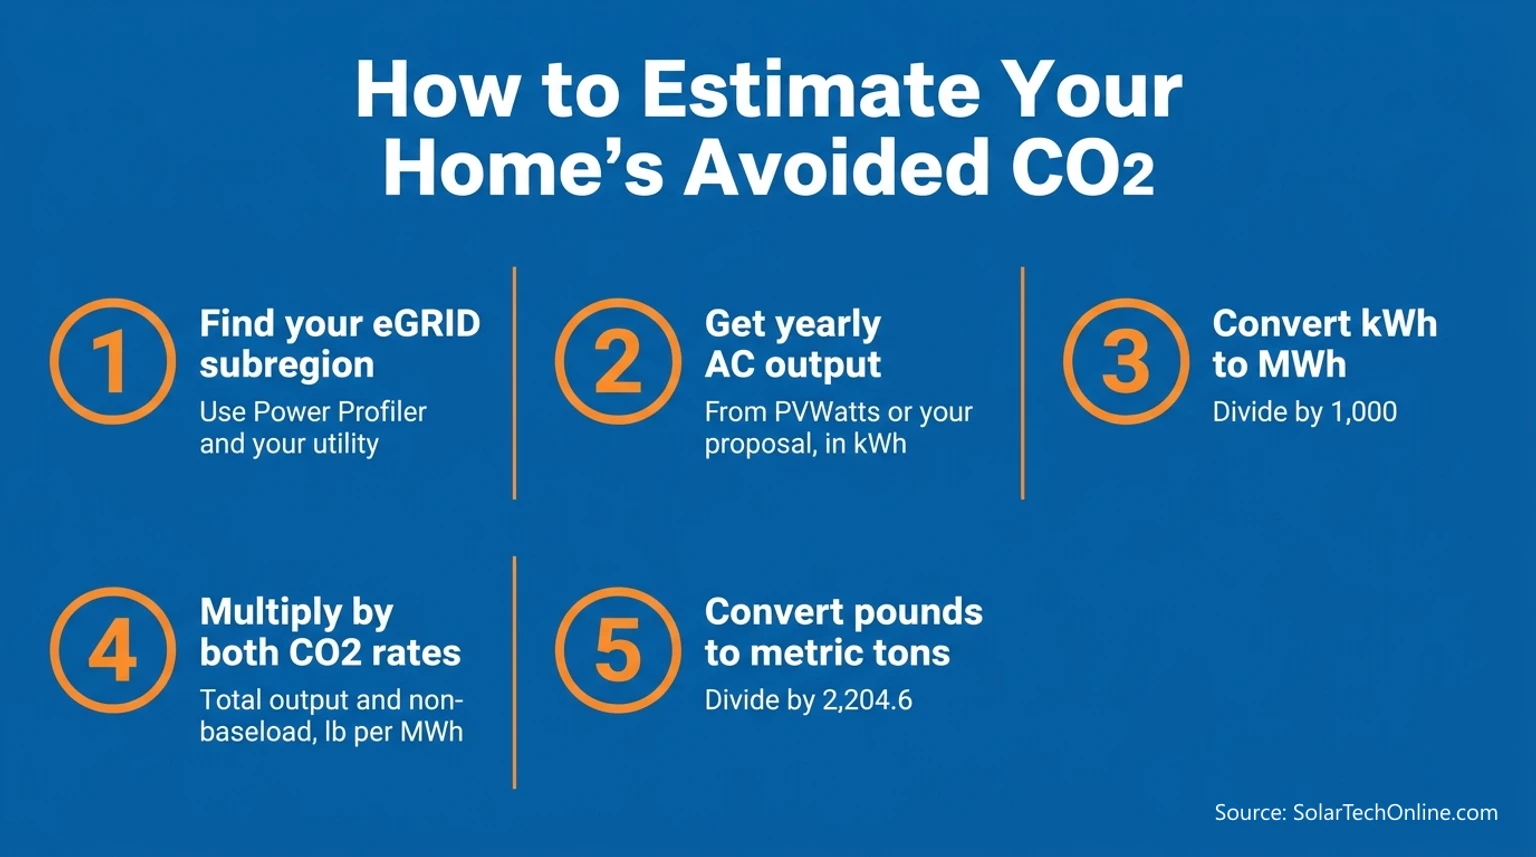 How to Estimate Your
Home’s Avoided CO2
1
Find your eGRID
subregion
Use Power Profiler
and your utility
2
Get yearly
AC output
From PVWatts or your
proposal, in kWh
3
Convert kWh
to MWh
Divide by 1,000
4
Multiply by
both CO2 rates
Total output and non-
baseload, lb per MWh
5
Convert pounds
to metric tons
Divide by 2,204.6
Source: SolarTechOnline.com